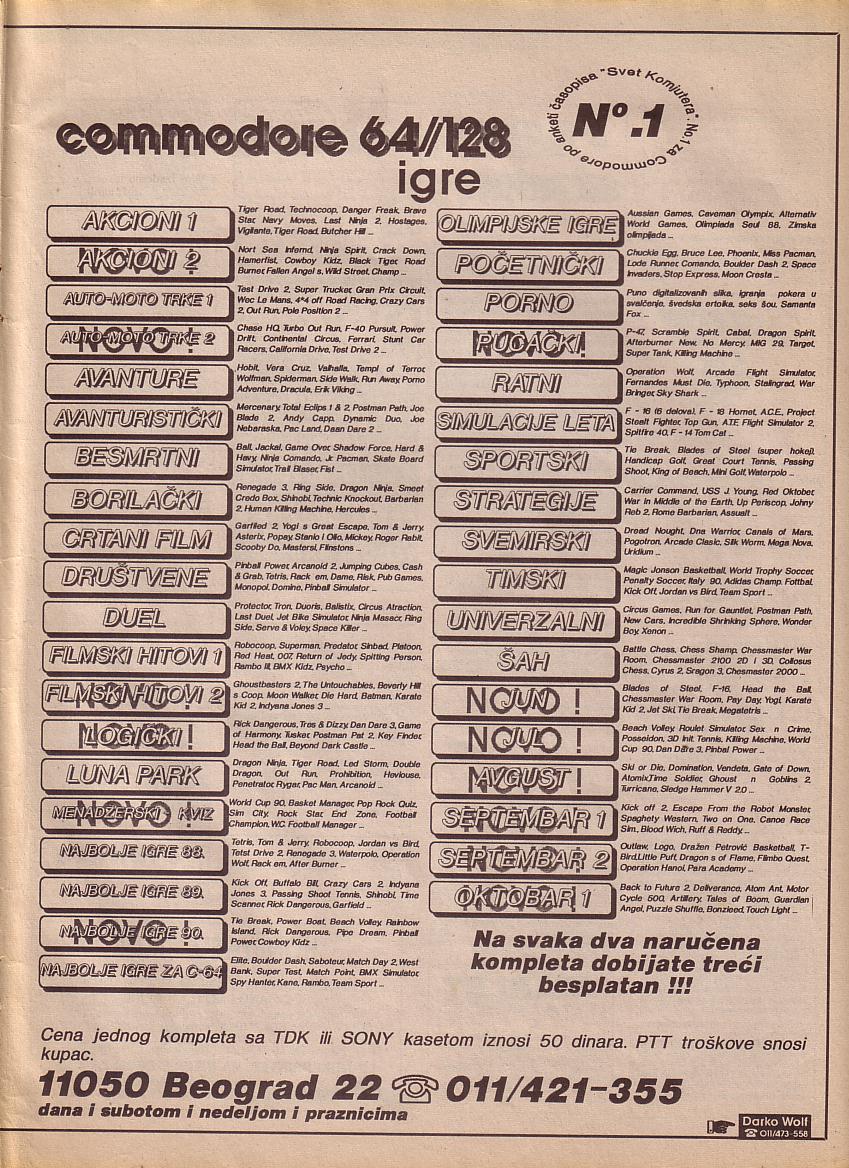 časopisa "Svet Komjutera" • No.1 za Commodore po anketi
Nº.1
commodore 64//128
igre
AKCIONI 1
Tiger Road, Technocoop, Danger Freak, Brave
Star, Navy Moves, Last Ninja 2, Hostages,
Vigilante, Tiger Road, Butcher Hill ...
AKCIONI 2
Nort Sea Infernd, Ninja Spirit, Crack Down,
Hamerfist, Cowboy Kidz, Black Tiger, Road
Burner, Fallen Angel s, Wild Street, Champ ...
AUTO-MOTO TRKE 1
Test Drive 2, Super Trucker, Gran Prix Circuit,
Wec Le Mans, 4*4 off Road Racing, Crazy Cars
2, Out Run, Pole Position 2 ...
AUTO-MOTO TRKE 2
NOVO !
Chase HQ, Turbo Out Run, F-40 Pursuit, Power
Drift, Continental Circus, Ferrari, Stunt Car
Racers, California Drive, Test Drive 2 ...
AVANTURE
Hobit, Vera Cruz, Valhalla, Templ of Terror,
Wolfman, Spiderman, Side Walk, Run Away, Porno
Adventure, Dracula, Erik Viking ...
AVANTURISTIČKI
Mercenary, Total Eclips 1 & 2, Postman Path, Joe
Blade 2, Andy Capp, Dynamic Duo, Joe
Nebaraska, Pac Land, Daan Dare 2 ...
BESMRTNI
Ball, Jackal, Game Over, Shadow Force, Hard &
Havy, Ninja Comando, Jr. Pacman, Skate Board
Simulator, Trail Blaser, Fist ...
BORILAČKI
Renegade 3, Ring Side, Dragon Ninja, Smeet
Credo Box, Shinobi, Technic Knockout, Barbarian
2, Human Killing Machine, Hercules ...
CRTANI FILM
Garfiled 2, Yogi s Great Escape, Tom & Jerry,
Asterix, Popay, Stanlo I Olio, Mickey, Roger Rabit,
Scooby Do, Mastersi, Flinstons ...
DRUŠTVENE
Pinball Power, Arcanoid 2, Jumping Cubes, Cash
& Grab, Tetris, Rack em, Dame, Risk, Pub Games,
Monopol, Domine, Pinball Simulator ...
DUEL
Protector, Tron, Duoris, Balistix, Circus Atraction,
Last Duel, Jet Bike Simulator, Ninja Masacr, Ring
Side, Serve & Voley, Space Killer ...
FILMSKI HITOVI 1
Robocoop, Superman, Predator, Sinbad, Platoon,
Red Heat, 007, Return of Jedy, Spitting Person,
Rambo III, BMX Kidz, Psycho ...
FILMSKI HITOVI 2
Ghoustbasters 2, The Untouchables, Beverly Hill
s Coop, Moon Walker, Die Hard, Batman, Karate
Kid 2, Indyana Jones 3 ...
LOGIČKI
Rick Dangerous, Tres & Dizzy, Dan Dare 3, Game
of Harmony, Tusker, Postman Pat 2, Key Finder,
Head the Ball, Beyond Dark Castle ...
LUNA PARK
Dragon Ninja, Tiger Road, Led Storm, Double
Dragon, Out Run, Prohibition, Hevlouse,
Penetrator, Rygar, Pac Man, Arcanoid ...
MENADŽERSKI - KVIZ
NOVO !
World Cup 90, Basket Manager, Pop Rock Quiz,
Sim City, Rock Star, End Zone, Football
Champion, W.C. Football Manager ...
NAJBOLJE IGRE 88.
Tetris, Tom & Jerry, Robocoop, Jordan vs Bird,
Tetst Drive 2, Renegade 3, Waterpolo, Operation
Wolf, Rack em, After Burner ...
NAJBOLJE IGRE 89.
Kick Off, Buffalo Bill, Crazy Cars 2, Indyana
Jones 3, Passing Shoot Tennis, Shinobi, Time
Scanner, Rick Dangerous, Garfield ...
NAJBOLJE IGRE 90.
NOVO !
Tie Break, Power Boat, Beach Volley, Rainbow
Island, Rick Dangerous, Pipe Dream, Pinball
Power, Cowboy Kidz ...
NAJBOLJE IGRE ZA C-64
Elite, Boulder Dash, Saboteur, Match Day 2, West
Bank, Super Test, Match Point, BMX Simulator,
Spy Hanter, Kane, Rambo, Team Sport ...
OLIMPIJSKE IGRE
Aussian Games, Caveman Olympix, Alternativ
World Games, Olimpiada Seul 88, Zimska
olimpijada ...
POČETNIČKI
Chuckie Egg, Bruce Lee, Phoenix, Miss Pacman,
Lode Runner, Comando, Boulder Dash 2, Space
Invaders, Stop Express, Moon Cresta ...
PORNO
Puno digitalizovanih slika, igranja pokera u
svalčenje, švedska ertoika, seks šou, Samanta
Fox ...
PUCAČKI
P-47, Scramble Spirit, Cabal, Dragon Spirit,
Afterburner New, No Mercy, MIG 29, Target,
Super Tank, Killing Machine ...
RATNI
Operation Wolf, Arcade Flight Simulator,
Fernandes Must Die, Typhoon, Stalingrad, War
Bringer, Sky Shark ...
SIMULACIJE LETA
F - 16 (6 delova), F - 18 Hornet, A.C.E., Project
Stealt Fighter, Top Gun, A.T.F, Flight Simulator 2,
Spitfire 40, F - 14 Tom Cat ...
SPORTSKI
Tie Break, Blades of Steel (super hokej),
Handicap Golf, Great Court Tennis, Passing
Shoot, King of Beach, Mini Golf, Waterpolo ...
STRATEGIJE
Carrier Command, USS J. Young, Red Oktober,
War in Middle of the Earth, Up Periscop, Johny
Reb 2, Rome Barbarian, Assualt ...
SVEMIRSKI
Dread Nought, Dna Warrior, Canals of Mars,
Pogotron, Arcade Clasic, Silk Worm, Mega Nova,
Uridium ...
TIMSKI
Magic Jonson Basketball, World Trophy Soccer,
Penalty Soccer, Italy 90, Adidas Champ. Fottbal,
Kick Off, Jordan vs Bird, Team Sport ...
UNIVERZALNI
Circus Games, Run for Gauntlet, Postman Path,
New Cars, Incredible Shrinking Sphere, Wonder
Boy, Xenon ...
ŠAH
Battle Chess, Chess Shamp, Chessmaster War
Room, Chessmaster 2100 2D i 3D, Collosus
Chess, Cyrus 2, Sragon 3, Chesmaster 2000 ...
JUN
Blades of Steel, F-16, Head the Ball,
Chessmaster War Room, Pay Day, Yogi, Karate
Kid 2, Jet Ski, Tie Break, Megatetris ...
JUL
Beach Volley, Roulet Simulator, Sex n Crime,
Posseidon, 3D Init Tennis, Killing Machine, World
Cup 90, Dan Dare 3, Pinbal Power ...
AVGUST
Ski or Die, Domination, Vendeta, Gate of Down,
Atomix, Time Soldier, Ghoust n Goblins 2,
Turricane, Sledge Hammer V 2.0 ...
SEPTEMBAR 1
Kick off 2, Escape From the Robot Monster,
Spaghety Western, Two on One, Canoe Race
Sim., Blood Wich, Ruff & Reddy, ...
SEPTEMBAR 2
Outlaw, Logo, Dražen Petrović Basketball, T-
Bird, Little Puff, Dragon s of Flame, Flimbo Quest,
Operation Hanoi, Para Academy ...
OKTOBAR 1
Back to Future 2, Deliverance, Atom Ant, Motor
Cycle 500, Artillery, Tales of Boom, Guardian
Angel, Puzzle Shuffle, Bonzleed, Touch Light ...
Na svaka dva naručena
kompleta dobijate treći
besplatan !!!
Cena jednog kompleta sa TDK ili SONY kasetom iznosi 50 dinara. PTT troškove snosi
kupac.
11050 Beograd 22 ☏ 011/421-355
dana i subotom i nedeljom i praznicima
Darko Wolf
☏ 011/473-558